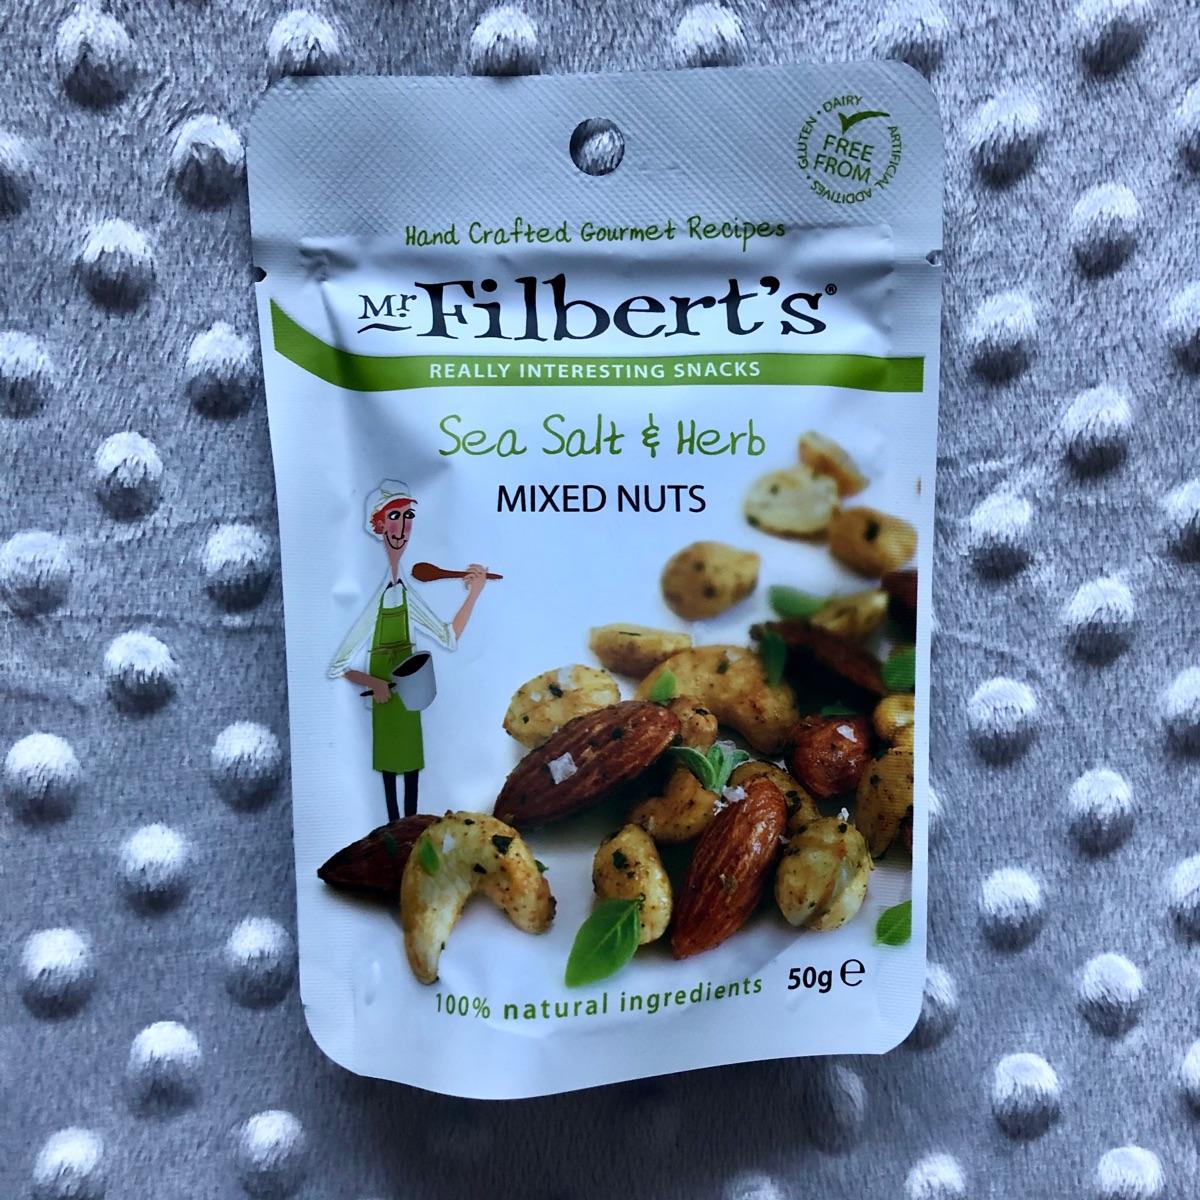 GLUTEN • DAIRY
ARTIFICIAL ADDITIVES •
FREE
FROM
Hand Crafted Gourmet Recipes
Mr Filbert's®
REALLY INTERESTING SNACKS
Sea Salt & Herb
MIXED NUTS
100% natural ingredients
50g ℮